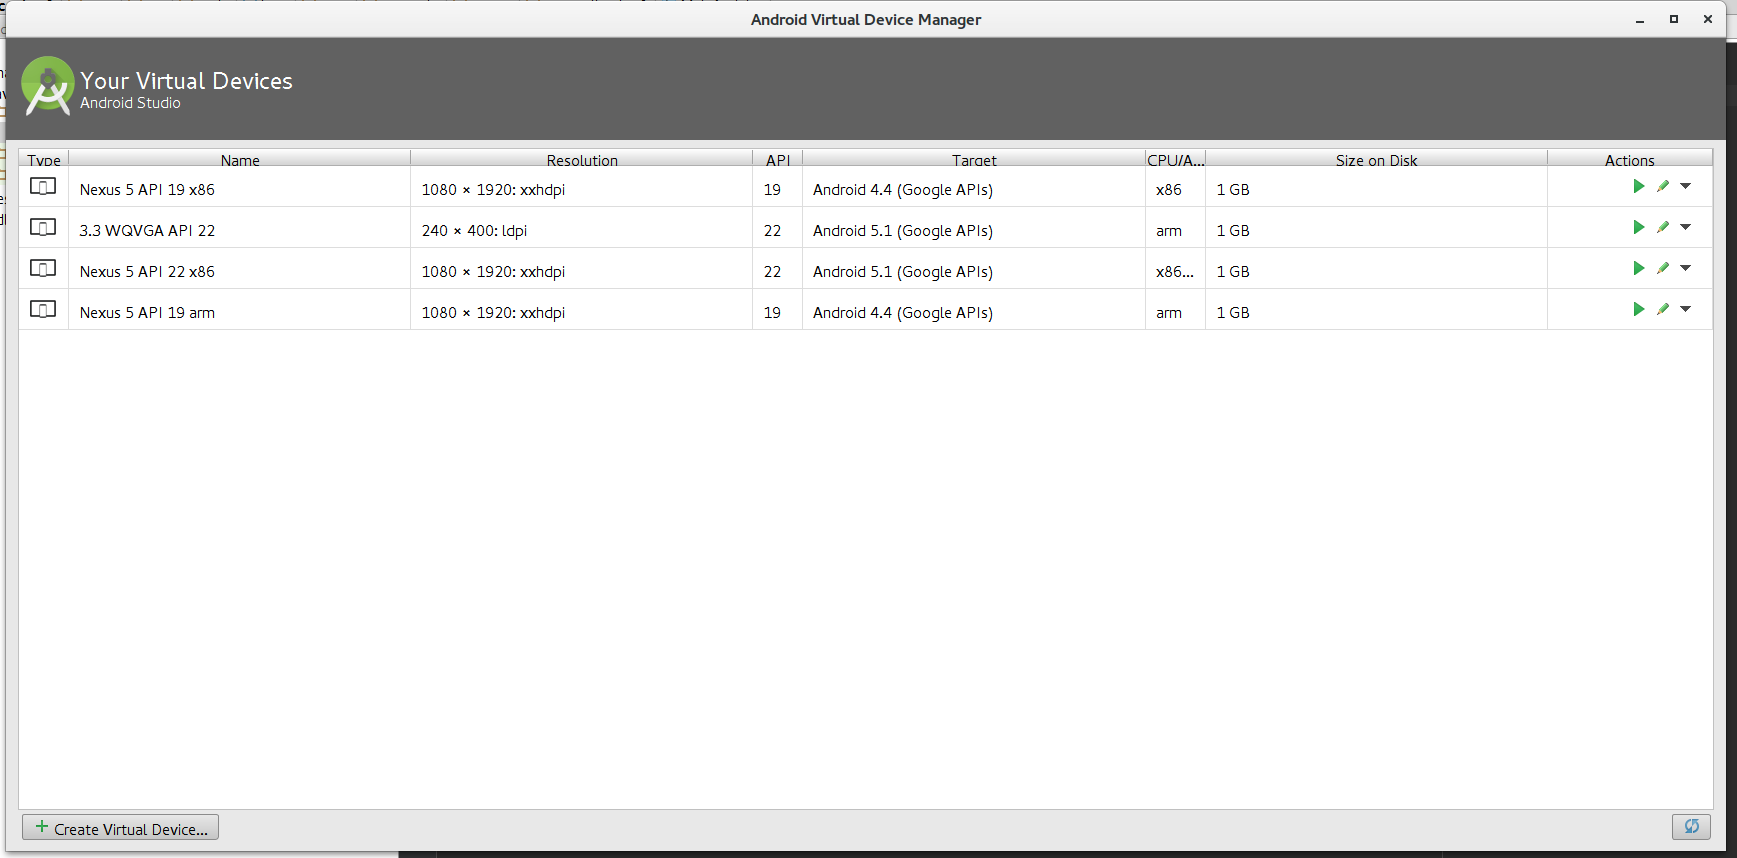 Android Virtual Device Manager
Your Virtual Devices
Android Studio
Type Name Resolution API Target CPU/A... Size on Disk Actions
Nexus 5 API 19 x86 1080 × 1920: xxhdpi 19 Android 4.4 (Google APIs) x86 1 GB
3.3 WQVGA API 22 240 × 400: ldpi 22 Android 5.1 (Google APIs) arm 1 GB
Nexus 5 API 22 x86 1080 × 1920: xxhdpi 22 Android 5.1 (Google APIs) x86... 1 GB
Nexus 5 API 19 arm 1080 × 1920: xxhdpi 19 Android 4.4 (Google APIs) arm 1 GB
Create Virtual Device...